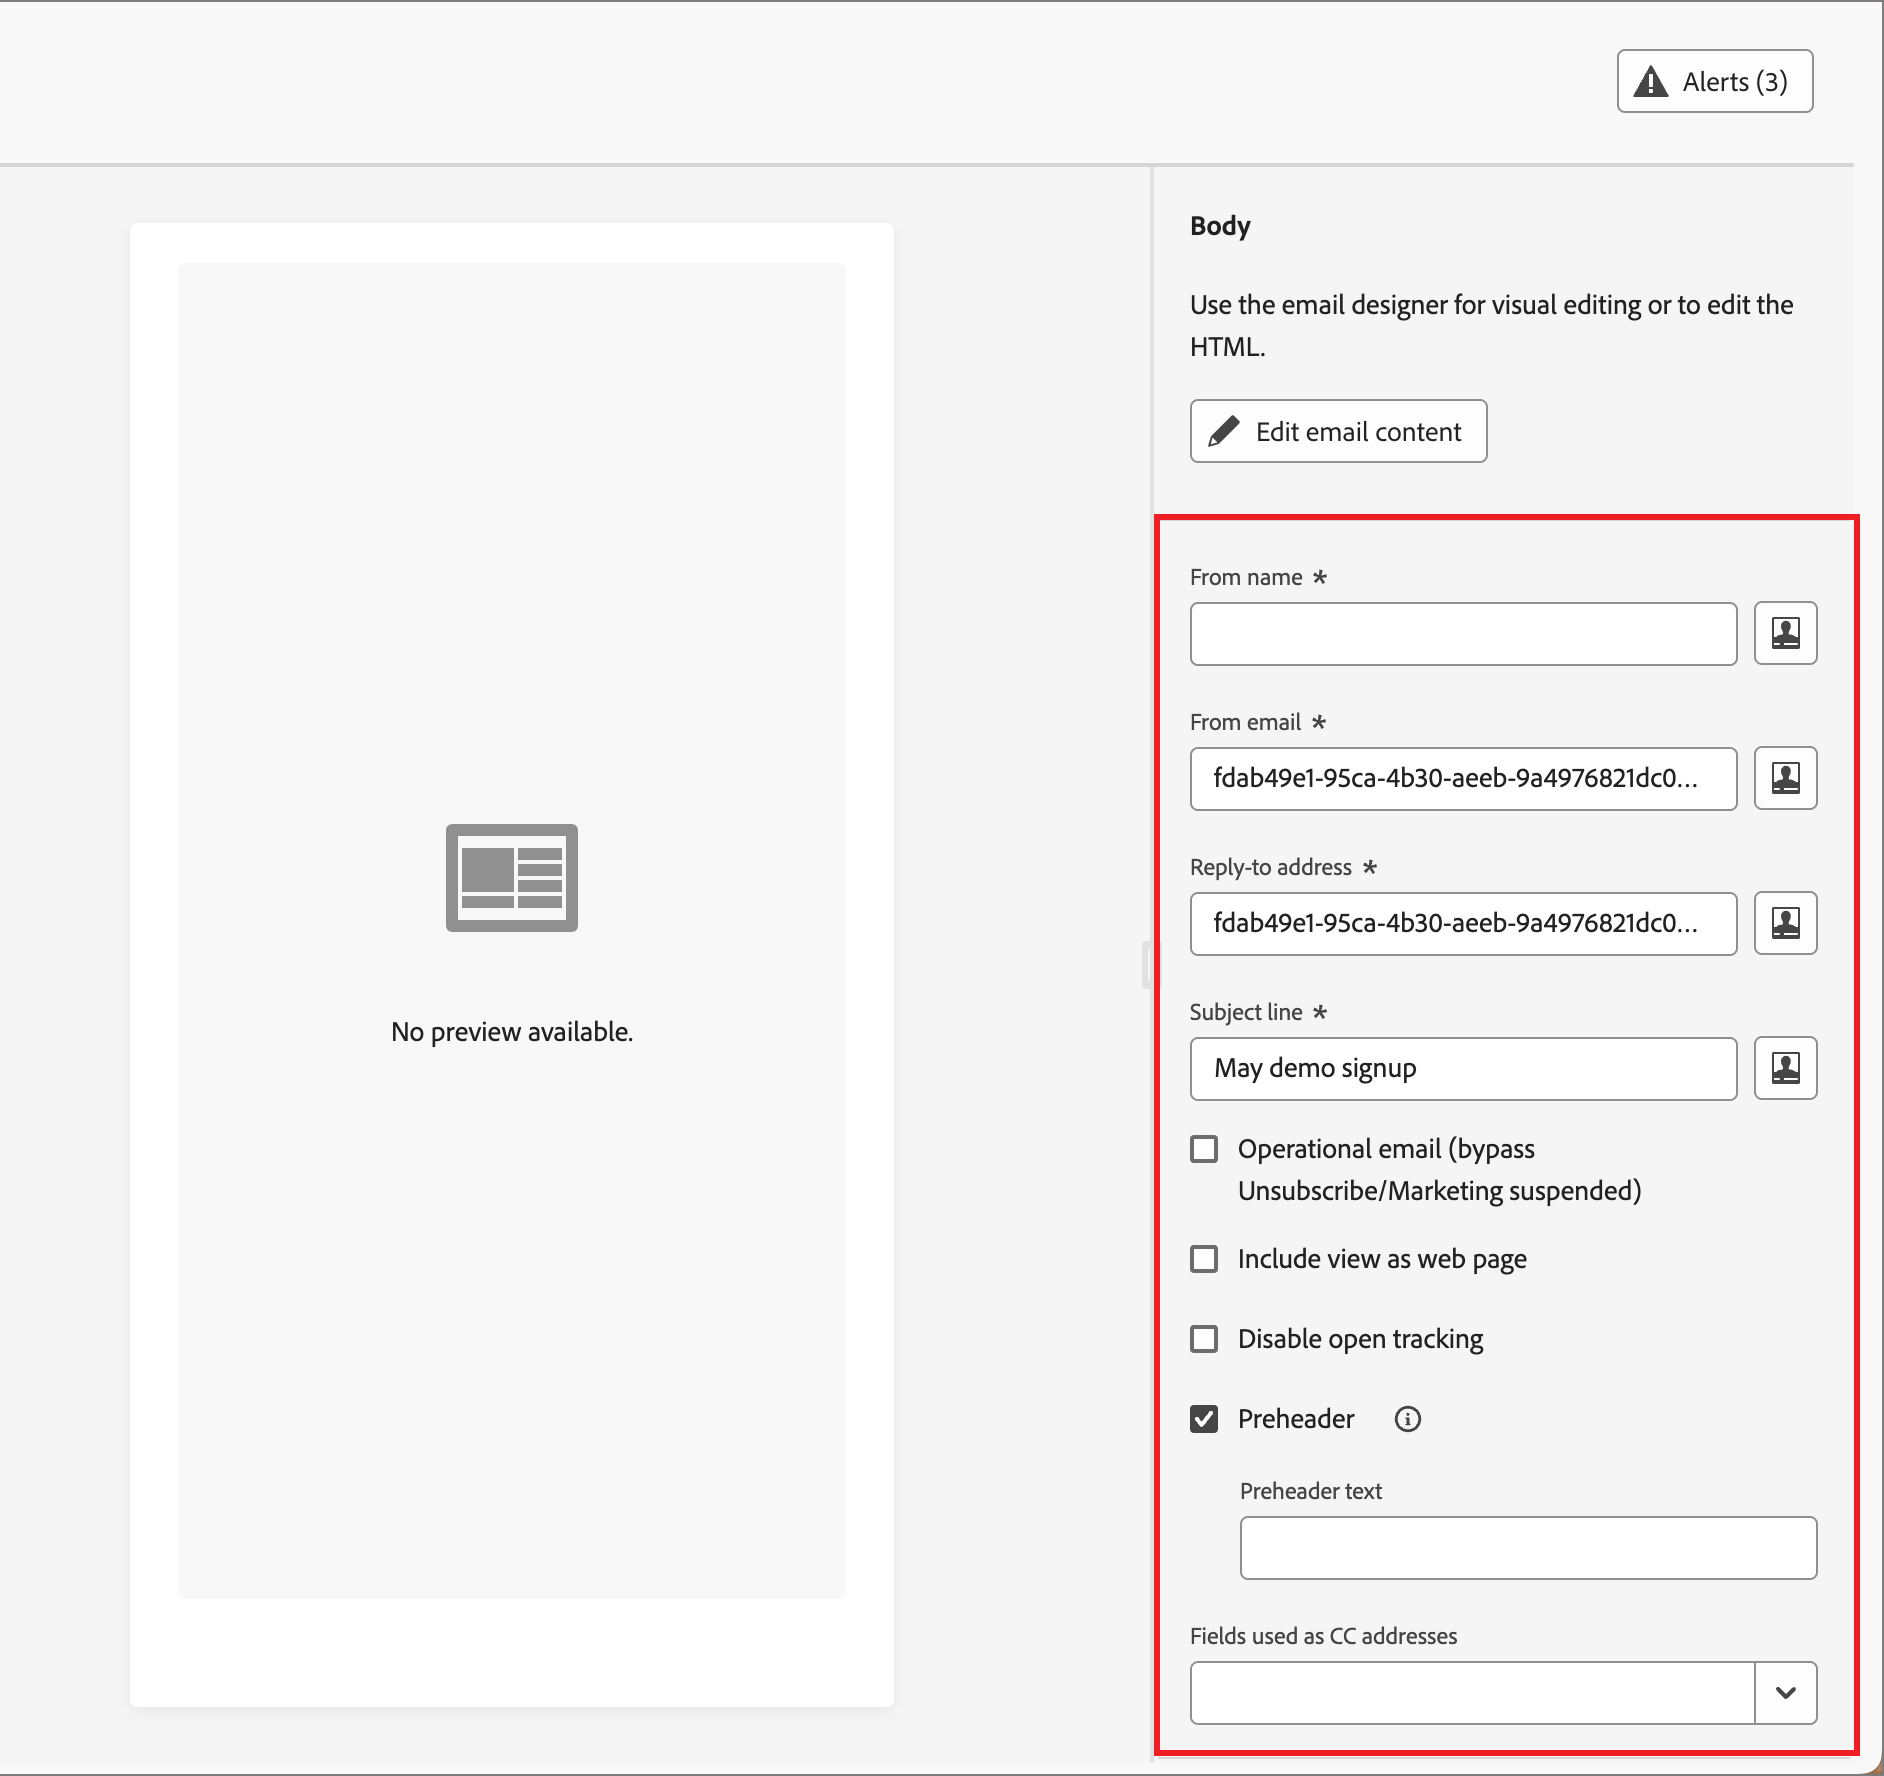 Alerts (3)
Body
Use the email designer for visual editing or to edit the
HTML.
Edit email content
From name *
From email *
fdab49e1-95ca-4b30-aeeb-9a4976821dc0...
Reply-to address *
fdab49e1-95ca-4b30-aeeb-9a4976821dc0...
Subject line *
May demo signup
Operational email (bypass
Unsubscribe/Marketing suspended)
Include view as web page
Disable open tracking
Preheader
Preheader text
Fields used as CC addresses
No preview available.